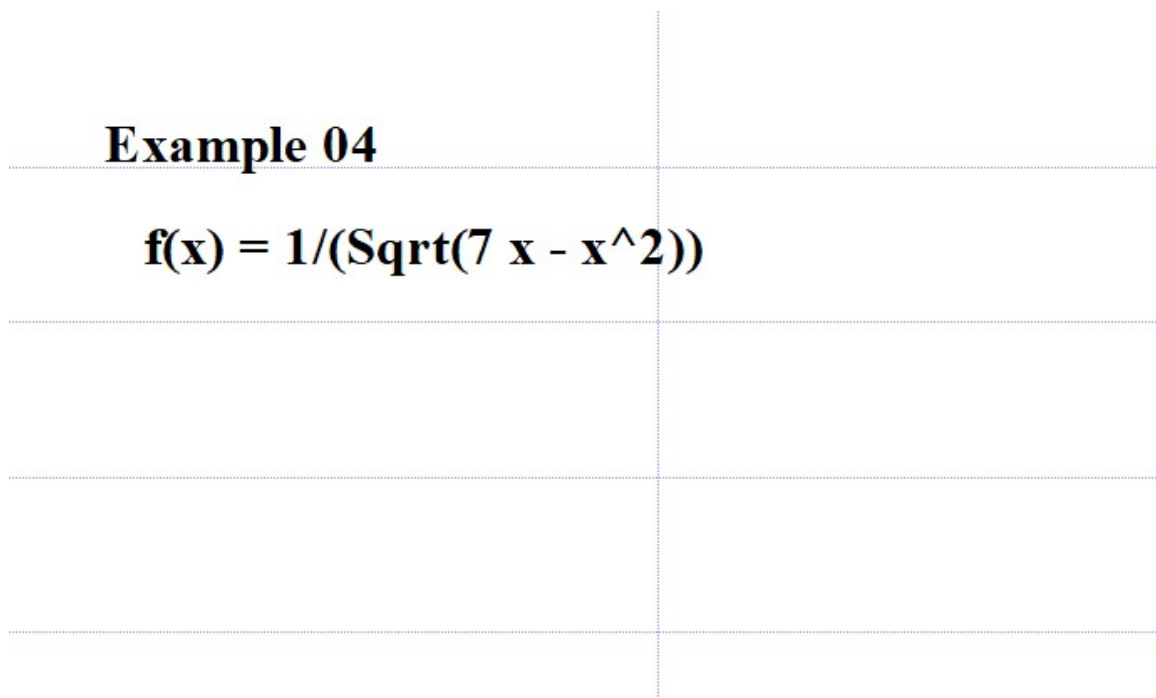 Example 04
f(x) = 1/(Sqrt(7 x - x^2))